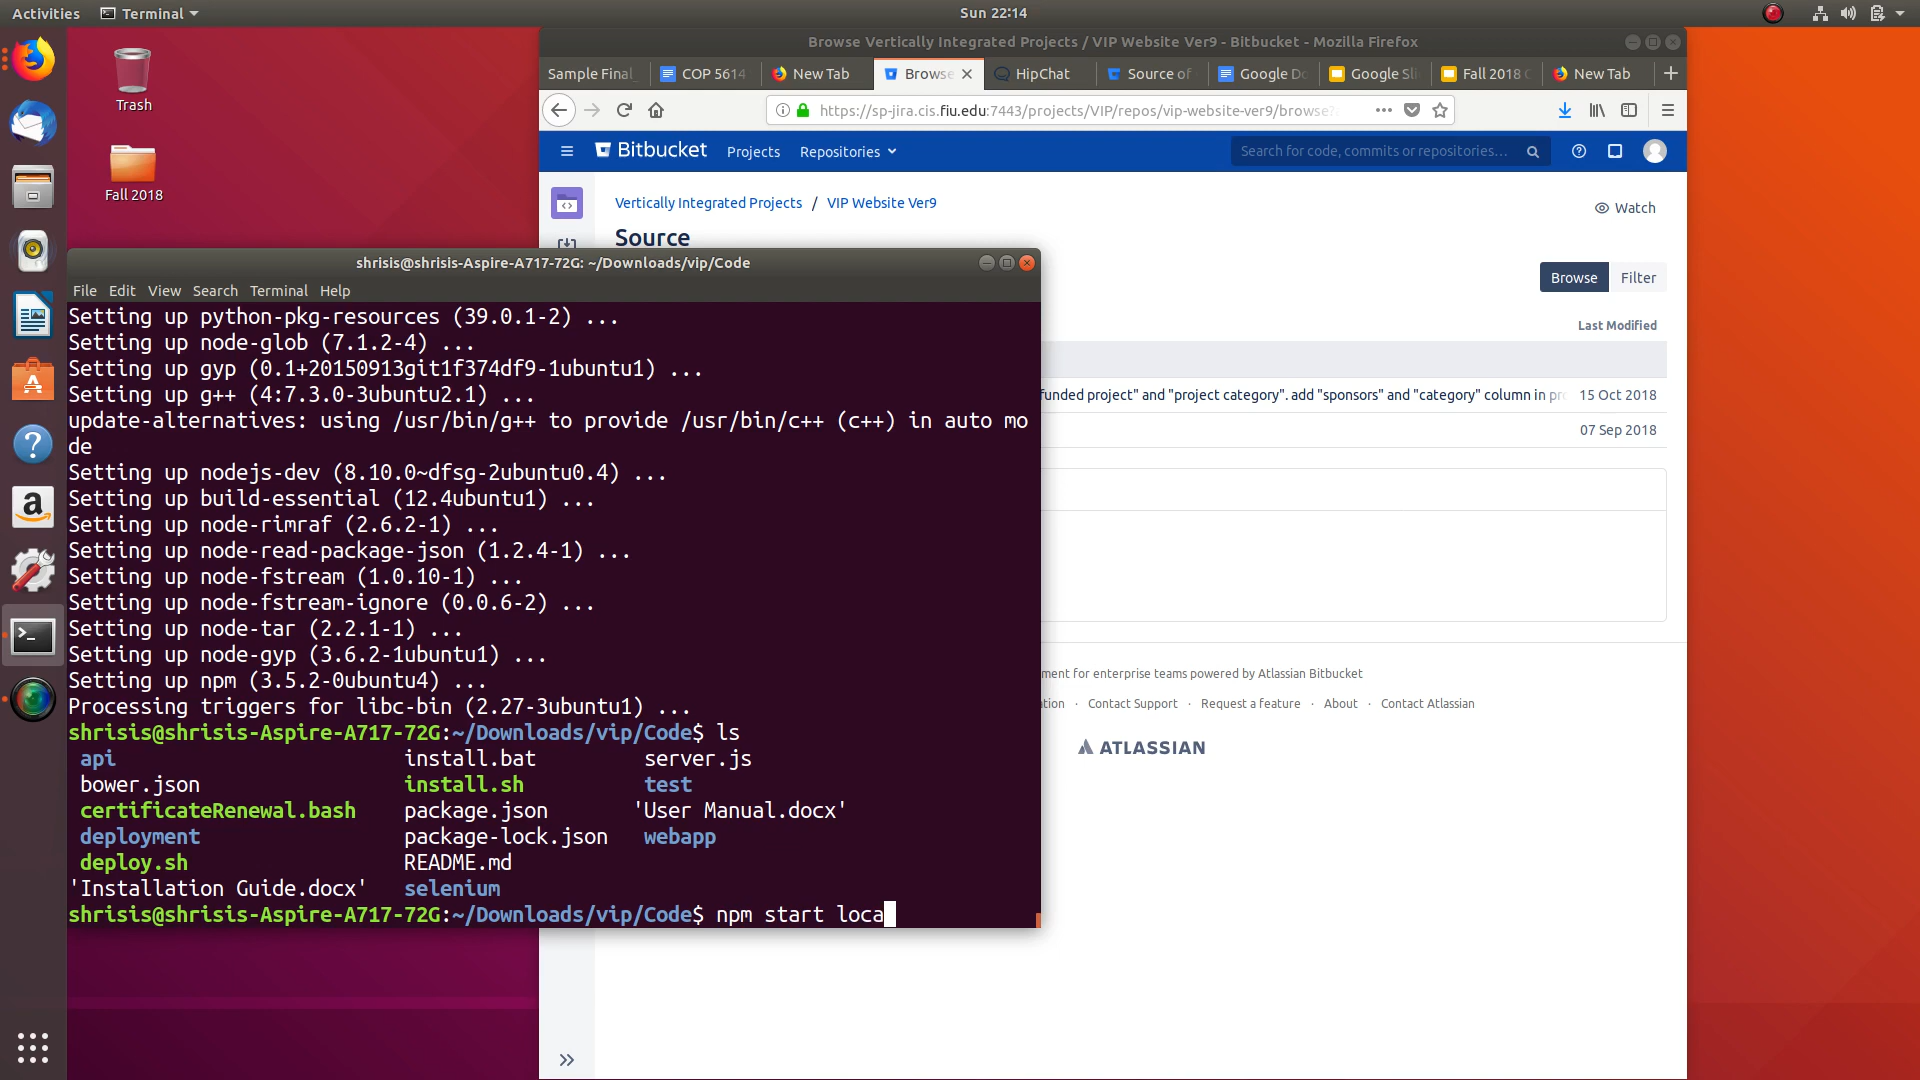 Activities Terminal Sun 22:14
Trash
Fall 2018
Browse Vertically Integrated Projects / VIP Website Ver9 - Bitbucket - Mozilla Firefox
Sample Final COP 5614 New Tab Browse HipChat Source of Google Do Google Sli Fall 2018 New Tab
https://sp-jira.cis.fiu.edu:7443/projects/VIP/repos/vip-website-ver9/browse
Bitbucket Projects Repositories Search for code, commits or repositories...
Vertically Integrated Projects / VIP Website Ver9
Watch
Source
Browse Filter
Last Modified
funded project" and "project category". add "sponsors" and "category" column in pr 15 Oct 2018
07 Sep 2018
ment for enterprise teams powered by Atlassian Bitbucket
tion · Contact Support · Request a feature · About · Contact Atlassian
ATLASSIAN
shrisis@shrisis-Aspire-A717-72G: ~/Downloads/vip/Code
File Edit View Search Terminal Help
Setting up python-pkg-resources (39.0.1-2) ...
Setting up node-glob (7.1.2-4) ...
Setting up gyp (0.1+20150913git1f374df9-1ubuntu1) ...
Setting up g++ (4:7.3.0-3ubuntu2.1) ...
update-alternatives: using /usr/bin/g++ to provide /usr/bin/c++ (c++) in auto mo
de
Setting up nodejs-dev (8.10.0~dfsg-2ubuntu0.4) ...
Setting up build-essential (12.4ubuntu1) ...
Setting up node-rimraf (2.6.2-1) ...
Setting up node-read-package-json (1.2.4-1) ...
Setting up node-fstream (1.0.10-1) ...
Setting up node-fstream-ignore (0.0.6-2) ...
Setting up node-tar (2.2.1-1) ...
Setting up node-gyp (3.6.2-1ubuntu1) ...
Setting up npm (3.5.2-0ubuntu4) ...
Processing triggers for libc-bin (2.27-3ubuntu1) ...
shrisis@shrisis-Aspire-A717-72G:~/Downloads/vip/Code$ ls
api install.bat server.js
bower.json install.sh test
certificateRenewal.bash package.json 'User Manual.docx'
deployment package-lock.json webapp
deploy.sh README.md
'Installation Guide.docx' selenium
shrisis@shrisis-Aspire-A717-72G:~/Downloads/vip/Code$ npm start loca